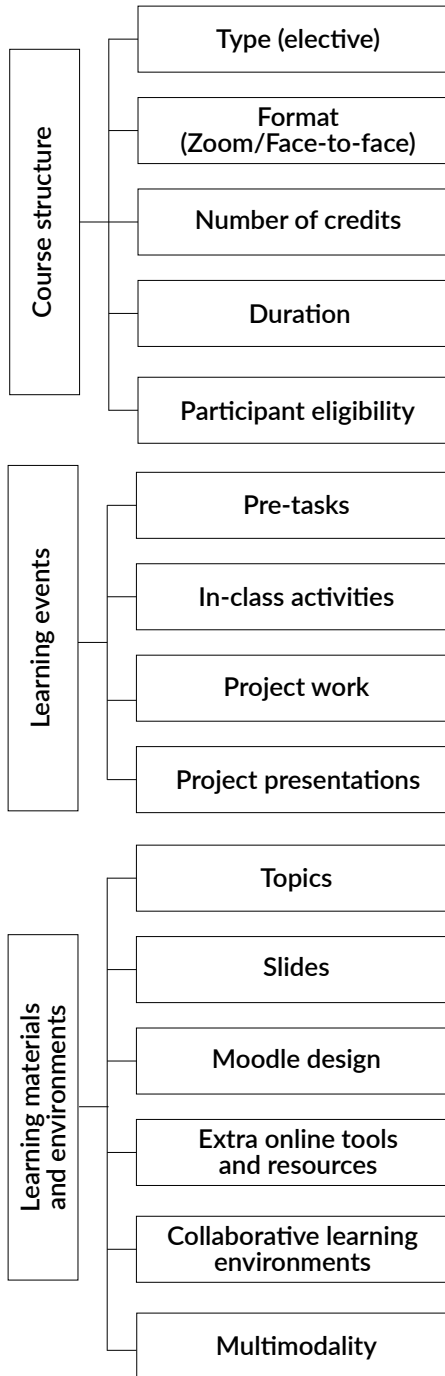 Course structure
Type (elective)
Format
(Zoom/Face-to-face)
Number of credits
Duration
Participant eligibility
Learning events
Pre-tasks
In-class activities
Project work
Project presentations
Learning materials
and environments
Topics
Slides
Moodle design
Extra online tools
and resources
Collaborative learning
environments
Multimodality